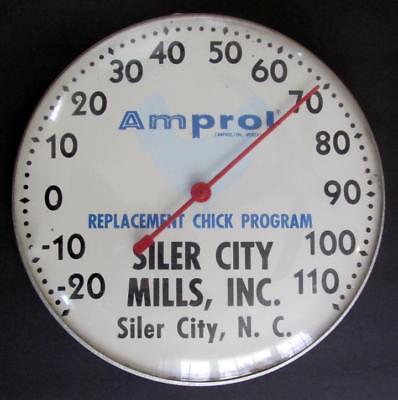 -20
-10
0
10
20
30
40
50
60
70
80
90
100
110
Amprol
REPLACEMENT CHICK PROGRAM
SILER CITY
MILLS, INC.
Siler City, N. C.